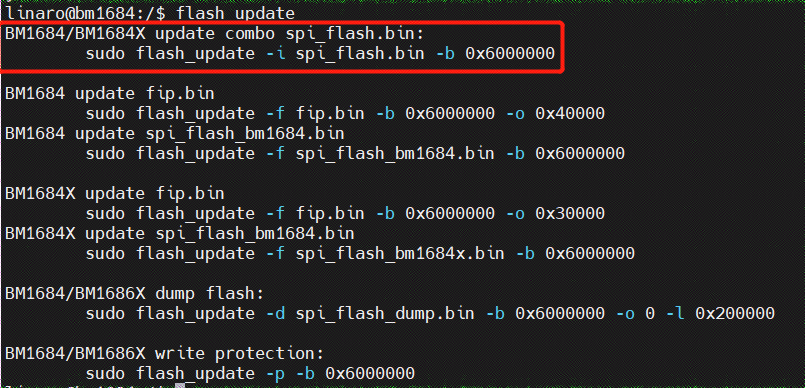 linaro@bm1684:/$ flash_update
BM1684/BM1684X update combo spi_flash.bin:
sudo flash_update -i spi_flash.bin -b 0x6000000
BM1684 update fip.bin
sudo flash_update -f fip.bin -b 0x6000000 -o 0x40000
BM1684 update spi_flash_bm1684.bin
sudo flash_update -f spi_flash_bm1684.bin -b 0x6000000
BM1684X update fip.bin
sudo flash_update -f fip.bin -b 0x6000000 -o 0x30000
BM1684X update spi_flash_bm1684.bin
sudo flash_update -f spi_flash_bm1684x.bin -b 0x6000000
BM1684/BM1686X dump flash:
sudo flash_update -d spi_flash_dump.bin -b 0x6000000 -o 0 -l 0x200000
BM1684/BM1686X write protection:
sudo flash_update -p -b 0x6000000